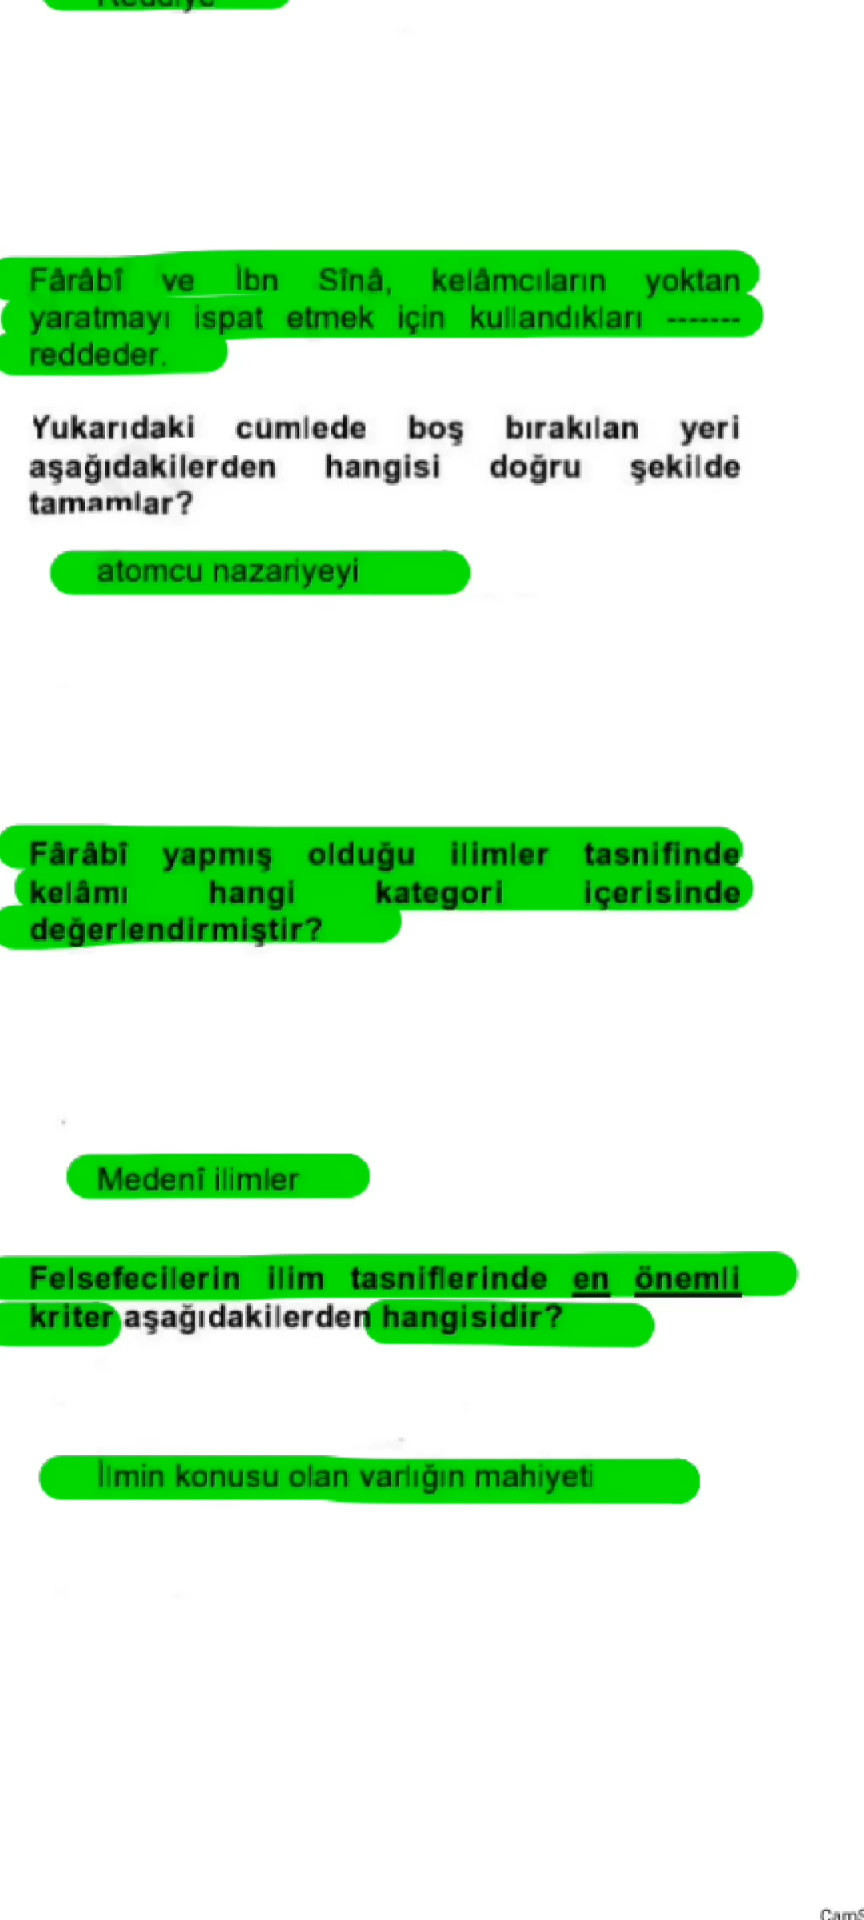 Reddiye
Fârâbî ve İbn Sînâ, kelâmcıların yoktan
yaratmayı ispat etmek için kullandıkları -------
reddeder.
Yukarıdaki cümlede boş bırakılan yeri
aşağıdakilerden hangisi doğru şekilde
tamamlar?
atomcu nazariyeyi
Fârâbî yapmış olduğu ilimler tasnifinde
kelâmı hangi kategori içerisinde
değerlendirmiştir?
Medenî ilimler
Felsefecilerin ilim tasniflerinde en önemli
kriter aşağıdakilerden hangisidir?
İlmin konusu olan varlığın mahiyeti